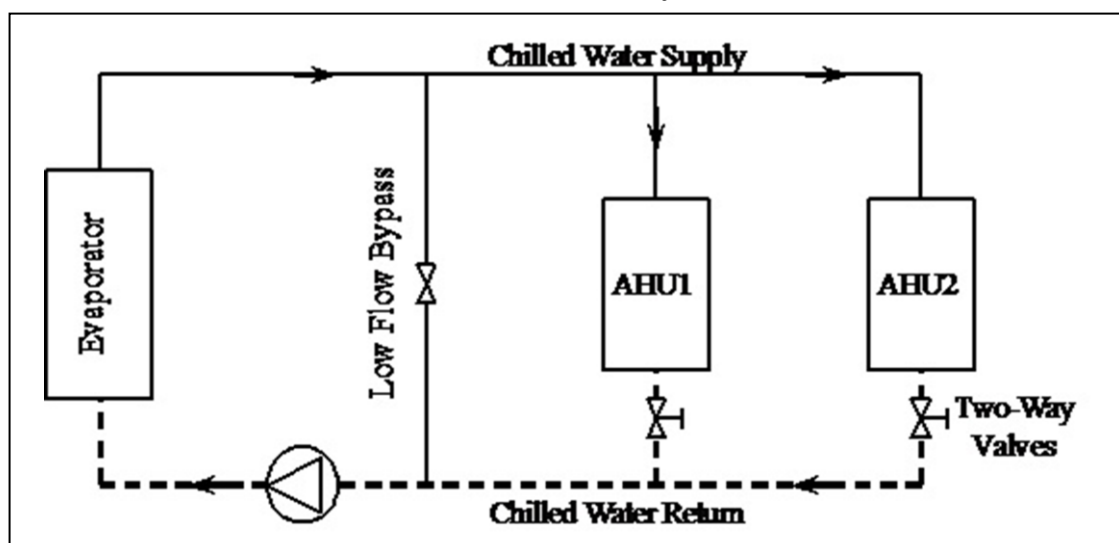 Chilled Water Supply
Evaporator
Low Flow Bypass
AHU1
AHU2
Two-Way
Valves
Chilled Water Return